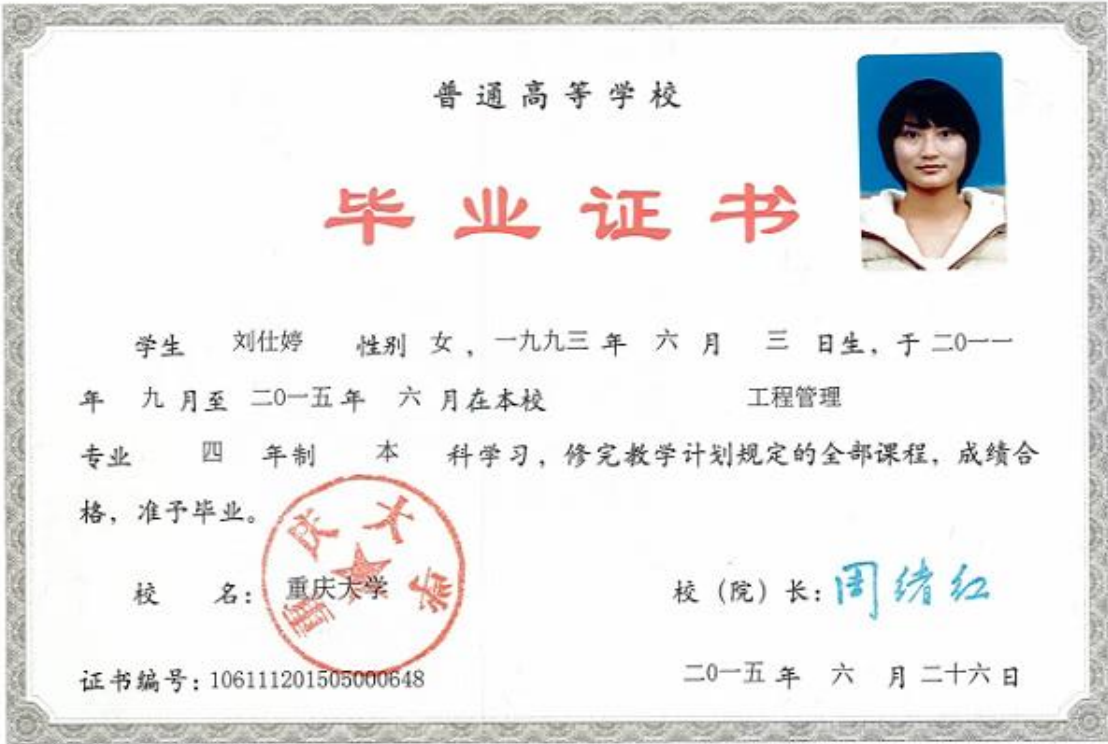 普通高等学校
毕业证书
学生 刘仕婷 性别 女，一九九三 年 六 月 三 日生，于 二0一一
年 九 月至 二0一五 年 六 月在本校 工程管理
专业 四 年制 本 科学习，修完教学计划规定的全部课程，成绩合
格，准予毕业。
重庆大学
校 名：重庆大学 校（院）长：周绪红
证书编号：106111201505000648 二0一五 年 六 月 二十六 日